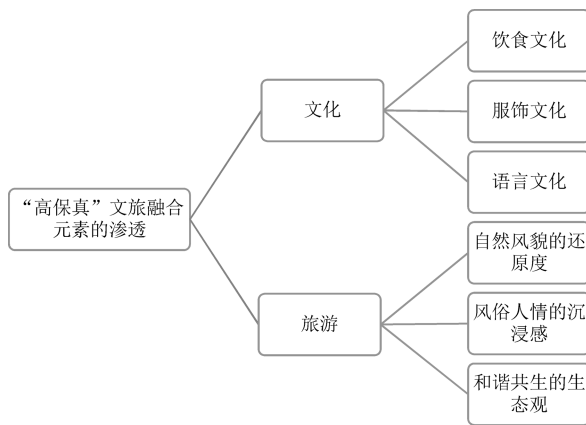 饮食文化
文化
服饰文化
语言文化
“高保真”文旅融合
元素的渗透
自然风貌的还
原度
旅游
风俗人情的沉
浸感
和谐共生的生
态观